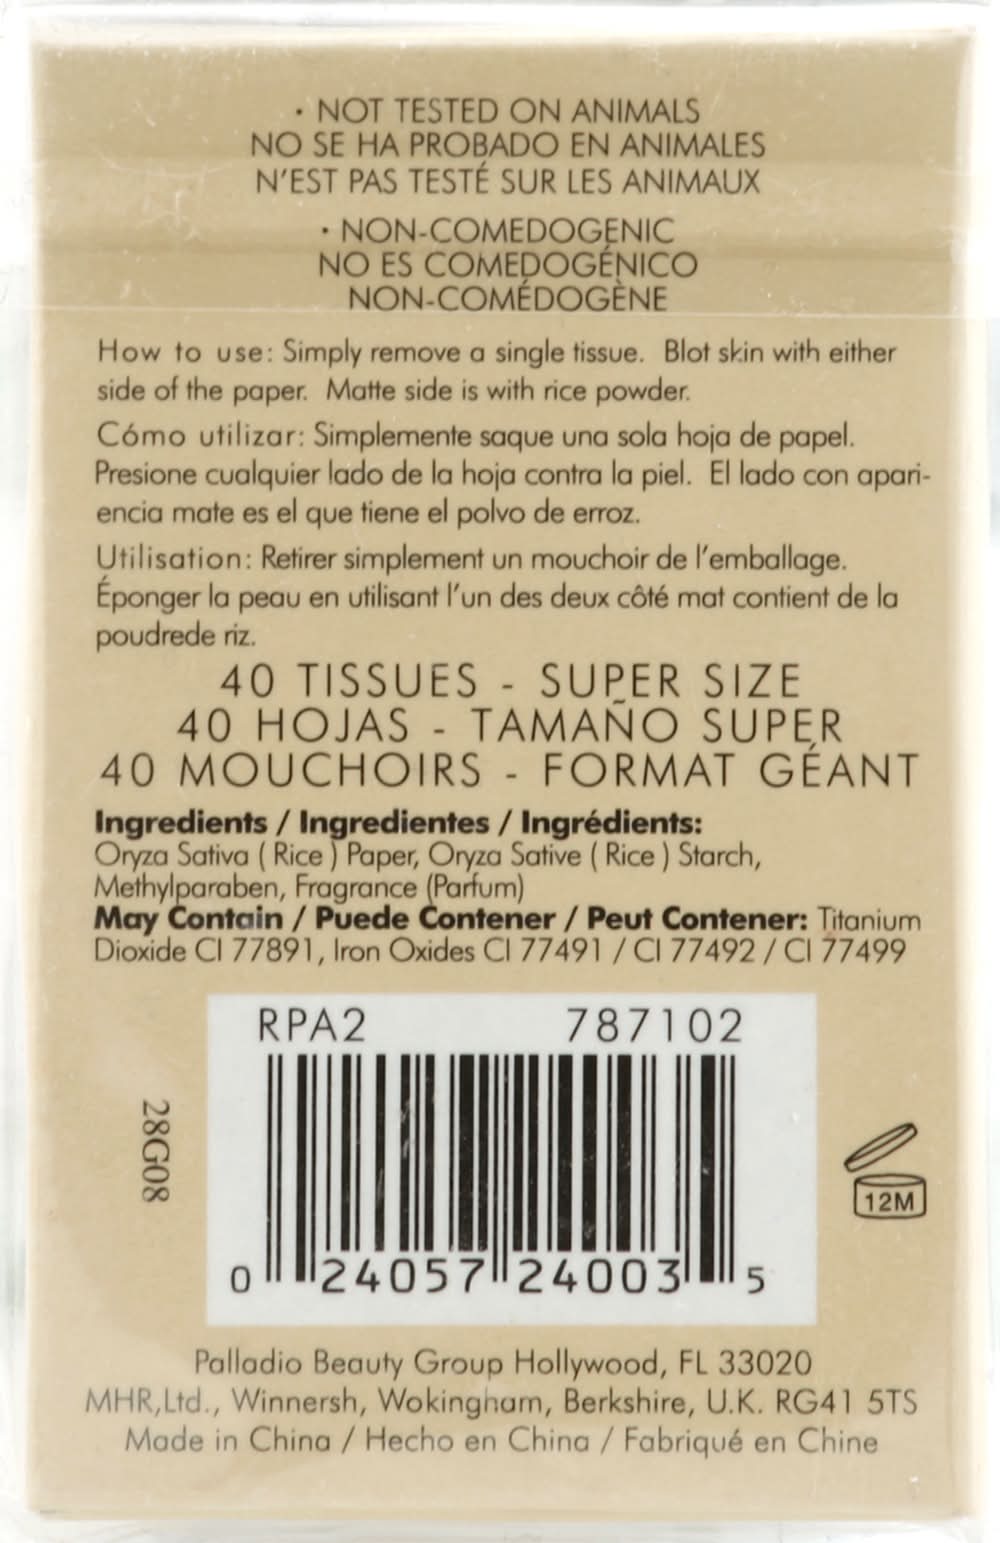 · NOT TESTED ON ANIMALS
NO SE HA PROBADO EN ANIMALES
N'EST PAS TESTÉ SUR LES ANIMAUX
· NON-COMEDOGENIC
NO ES COMEDOGÉNICO
NON-COMÉDOGÈNE
How to use: Simply remove a single tissue. Blot skin with either
side of the paper. Matte side is with rice powder.
Cómo utilizar: Simplemente saque una sola hoja de papel.
Presione cualquier lado de la hoja contra la piel. El lado con apari-
encia mate es el que tiene el polvo de erroz.
Utilisation: Retirer simplement un mouchoir de l'emballage.
Éponger la peau en utilisant l'un des deux côté mat contient de la
poudrede riz.
40 TISSUES - SUPER SIZE
40 HOJAS - TAMAÑO SUPER
40 MOUCHOIRS - FORMAT GÉANT
Ingredients / Ingredientes / Ingrédients:
Oryza Sativa ( Rice ) Paper, Oryza Sative ( Rice ) Starch,
Methylparaben, Fragrance (Parfum)
May Contain / Puede Contener / Peut Contener: Titanium
Dioxide CI 77891, Iron Oxides CI 77491 / CI 77492 / CI 77499
RPA2 787102
28G08
12M
0 24057 24003 5
Palladio Beauty Group Hollywood, FL 33020
MHR,Ltd., Winnersh, Wokingham, Berkshire, U.K. RG41 5TS
Made in China / Hecho en China / Fabriqué en Chine